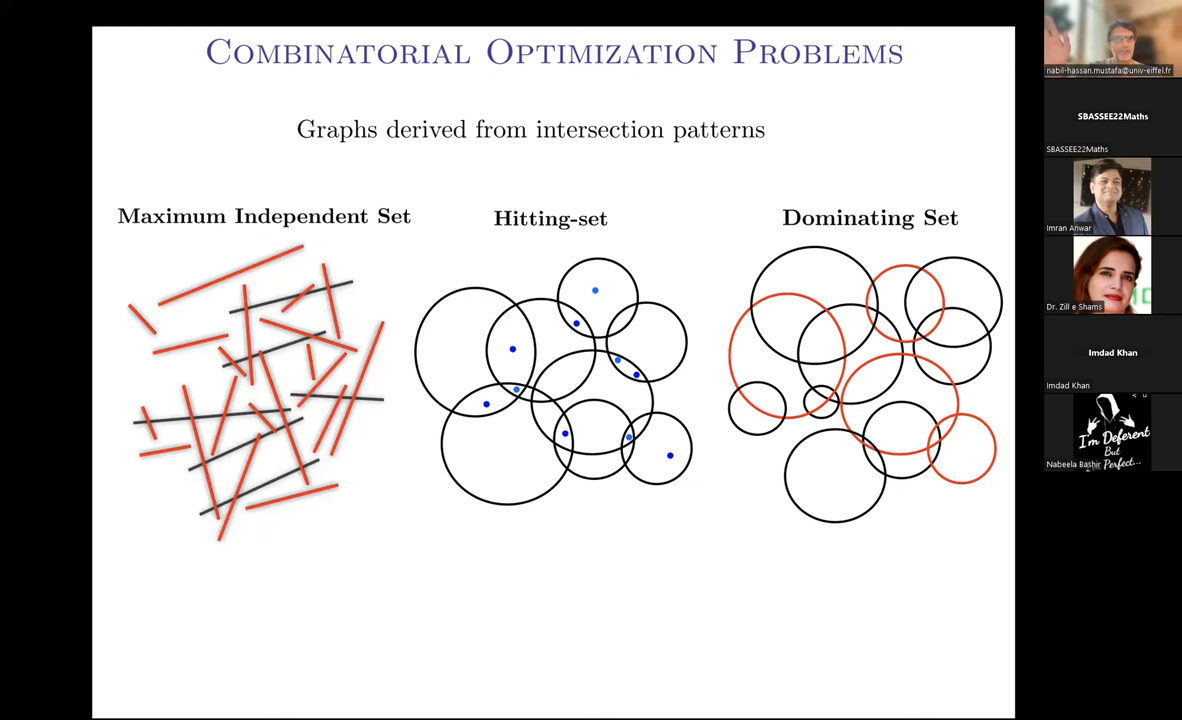 COMBINATORIAL OPTIMIZATION PROBLEMS
Graphs derived from intersection patterns
Maximum Independent Set
Hitting-set
Dominating Set
nabil-hassan.mustafa@univ-eiffel.fr
SBASSEE22Maths
SBASSEE22Maths
Imran Anwar
Dr. Zill e Shams
Imdad Khan
Imdad Khan
I'm Deferent
But
Perfect...
Nabeela Bashir